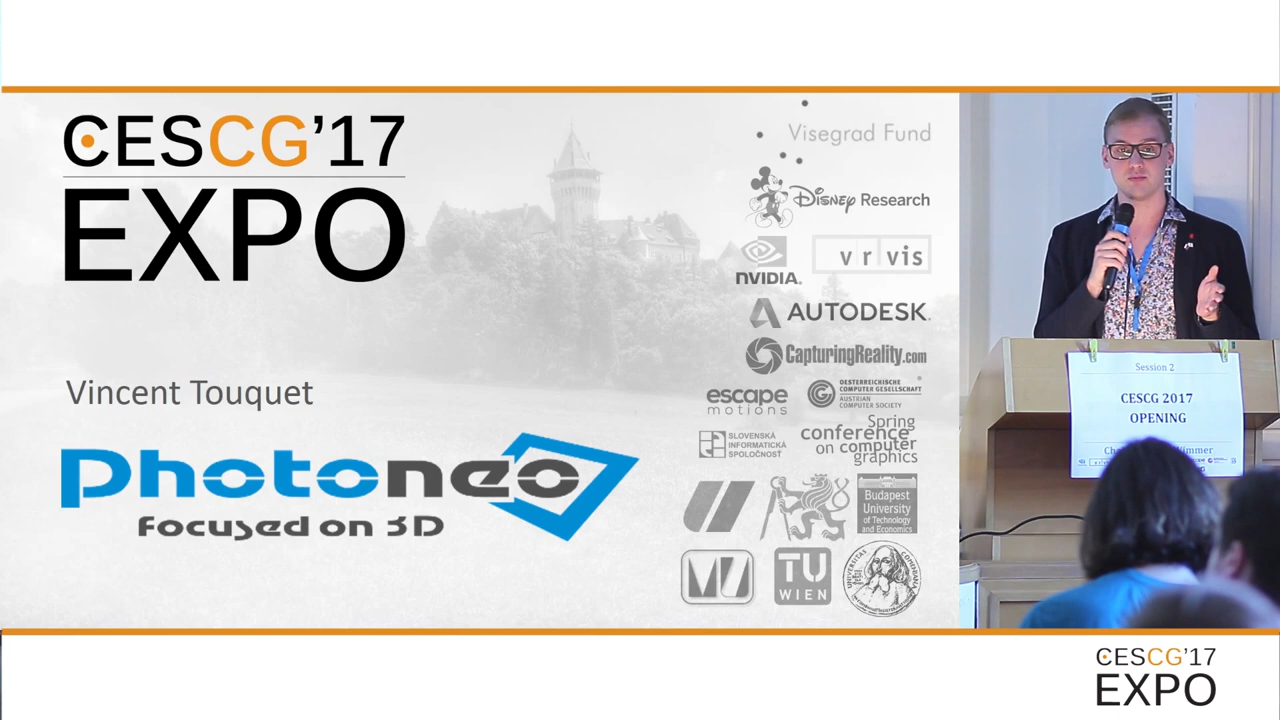 CESCG'17
EXPO
Vincent Touquet
Photoneo
Focused on 3D
Visegrad Fund
Disney Research
NVIDIA.
vrvis
AUTODESK.
CapturingReality.com
escape
motions
OESTERREICHISCHE
COMPUTER GESELLSCHAFT
AUSTRIAN
COMPUTER SOCIETY
SLOVENSKÁ
INFORMATICKÁ
SPOLOČNOSŤ
Spring
conference
on computer
graphics
Budapest
University
of Technology
and Economics
TU
WIEN
Session 2
CESCG 2017
OPENING
CESCG'17
EXPO